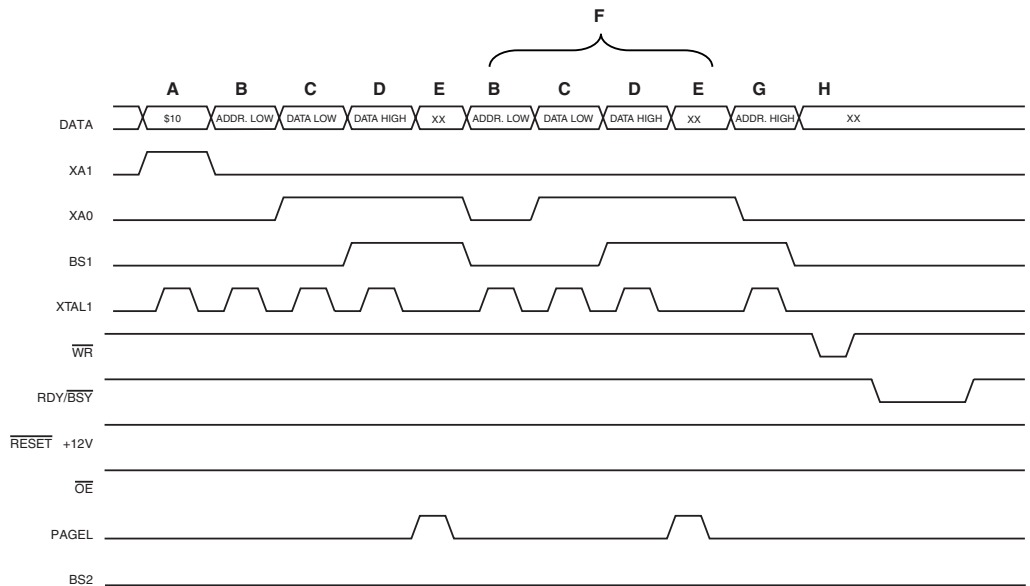 F
A B C D E B C D E G H
DATA $10 ADDR. LOW DATA LOW DATA HIGH XX ADDR. LOW DATA LOW DATA HIGH XX ADDR. HIGH XX
XA1
XA0
BS1
XTAL1
WR
RDY/BSY
RESET +12V
OE
PAGEL
BS2